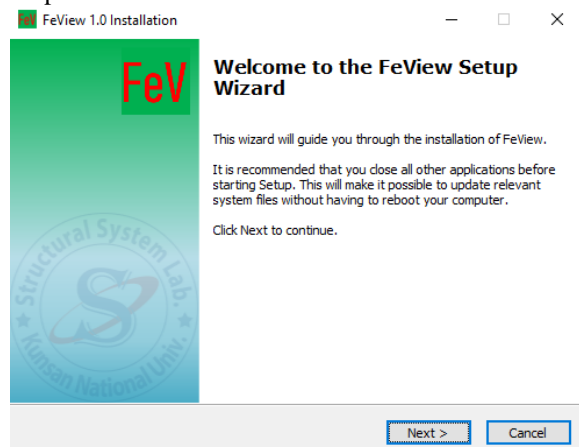 FeV FeView 1.0 Installation
FeV
Welcome to the FeView Setup
Wizard
This wizard will guide you through the installation of FeView.
It is recommended that you close all other applications before
starting Setup. This will make it possible to update relevant
system files without having to reboot your computer.
Click Next to continue.
Structural System Lab.
S
Kunsan National Univ.
Next >
Cancel